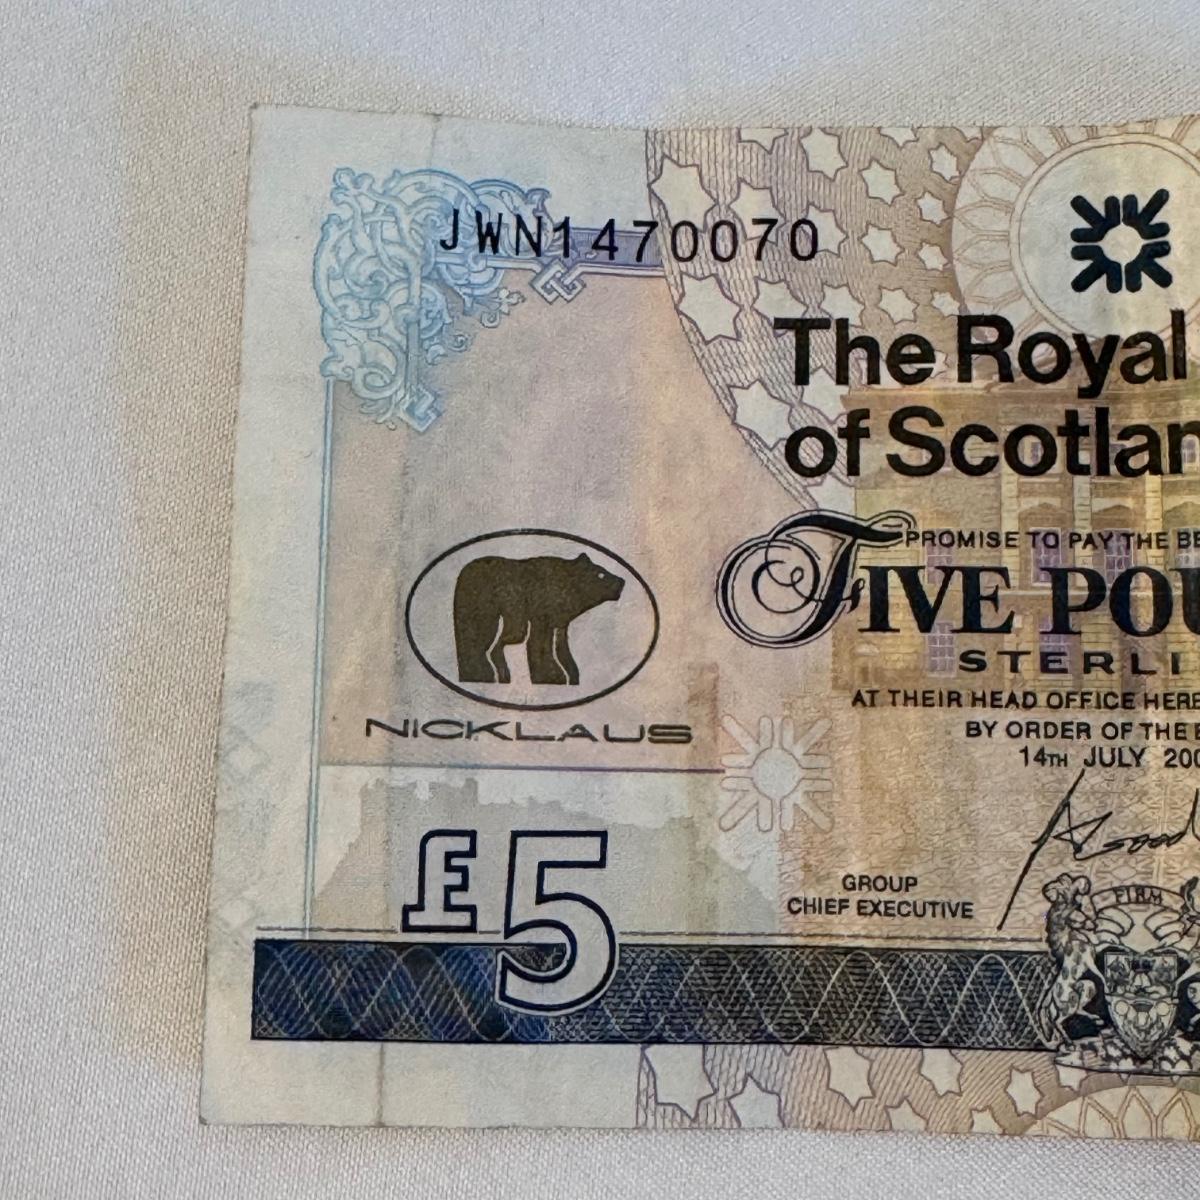 JWN1470070
The Royal
of Scotlan
PROMISE TO PAY THE BE
FIVE POU
STERLI
AT THEIR HEAD OFFICE HERE
BY ORDER OF THE B
14TH JULY 200
NICKLAUS
GROUP
CHIEF EXECUTIVE
£5
FIRM